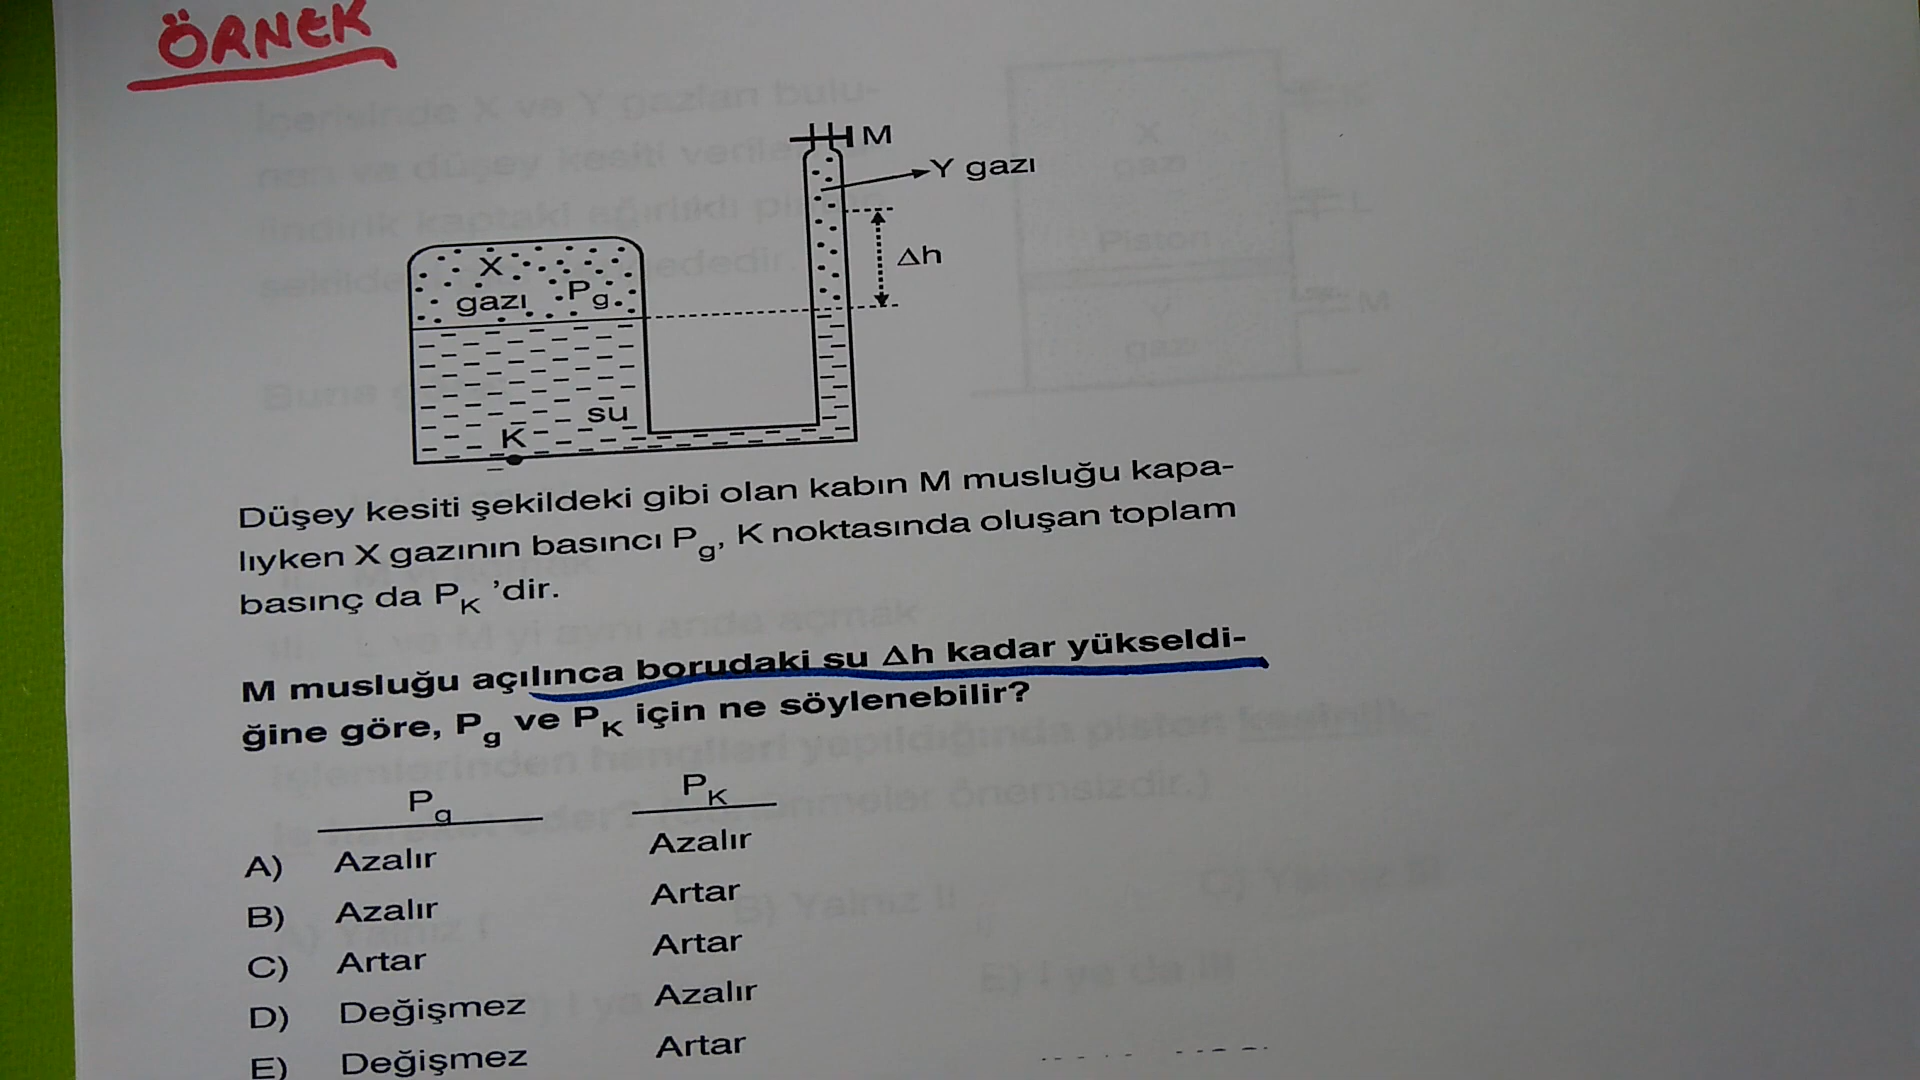 ÖRNEK
M
Y gazı
Δh
X
gazı Pg
su
K
Düşey kesiti şekildeki gibi olan kabın M musluğu kapa-
lıyken X gazının basıncı Pg, K noktasında oluşan toplam
basınç da PK 'dir.
M musluğu açılınca borudaki su Δh kadar yükseldi-
ğine göre, Pg ve PK için ne söylenebilir?
Pg PK
A) Azalır Azalır
B) Azalır Artar
C) Artar Artar
D) Değişmez Azalır
E) Değişmez Artar